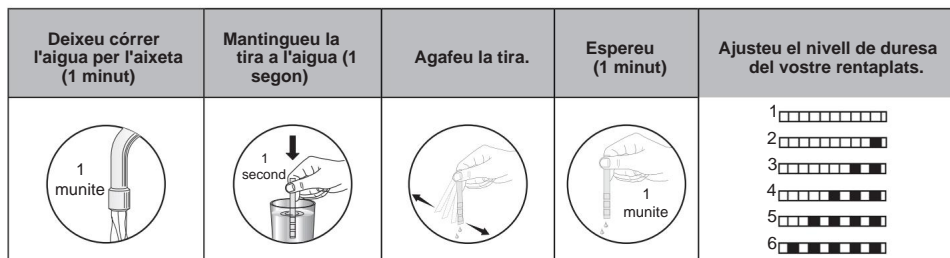 Deixeu córrer
l'aigua per l'aixeta
(1 minut)
Mantingueu la
tira a l'aigua (1
segon)
Agafeu la tira.
Espereu
(1 minut)
Ajusteu el nivell de duresa
del vostre rentaplats.
1
munite
1
second
1
munite
1
2
3
4
5
6